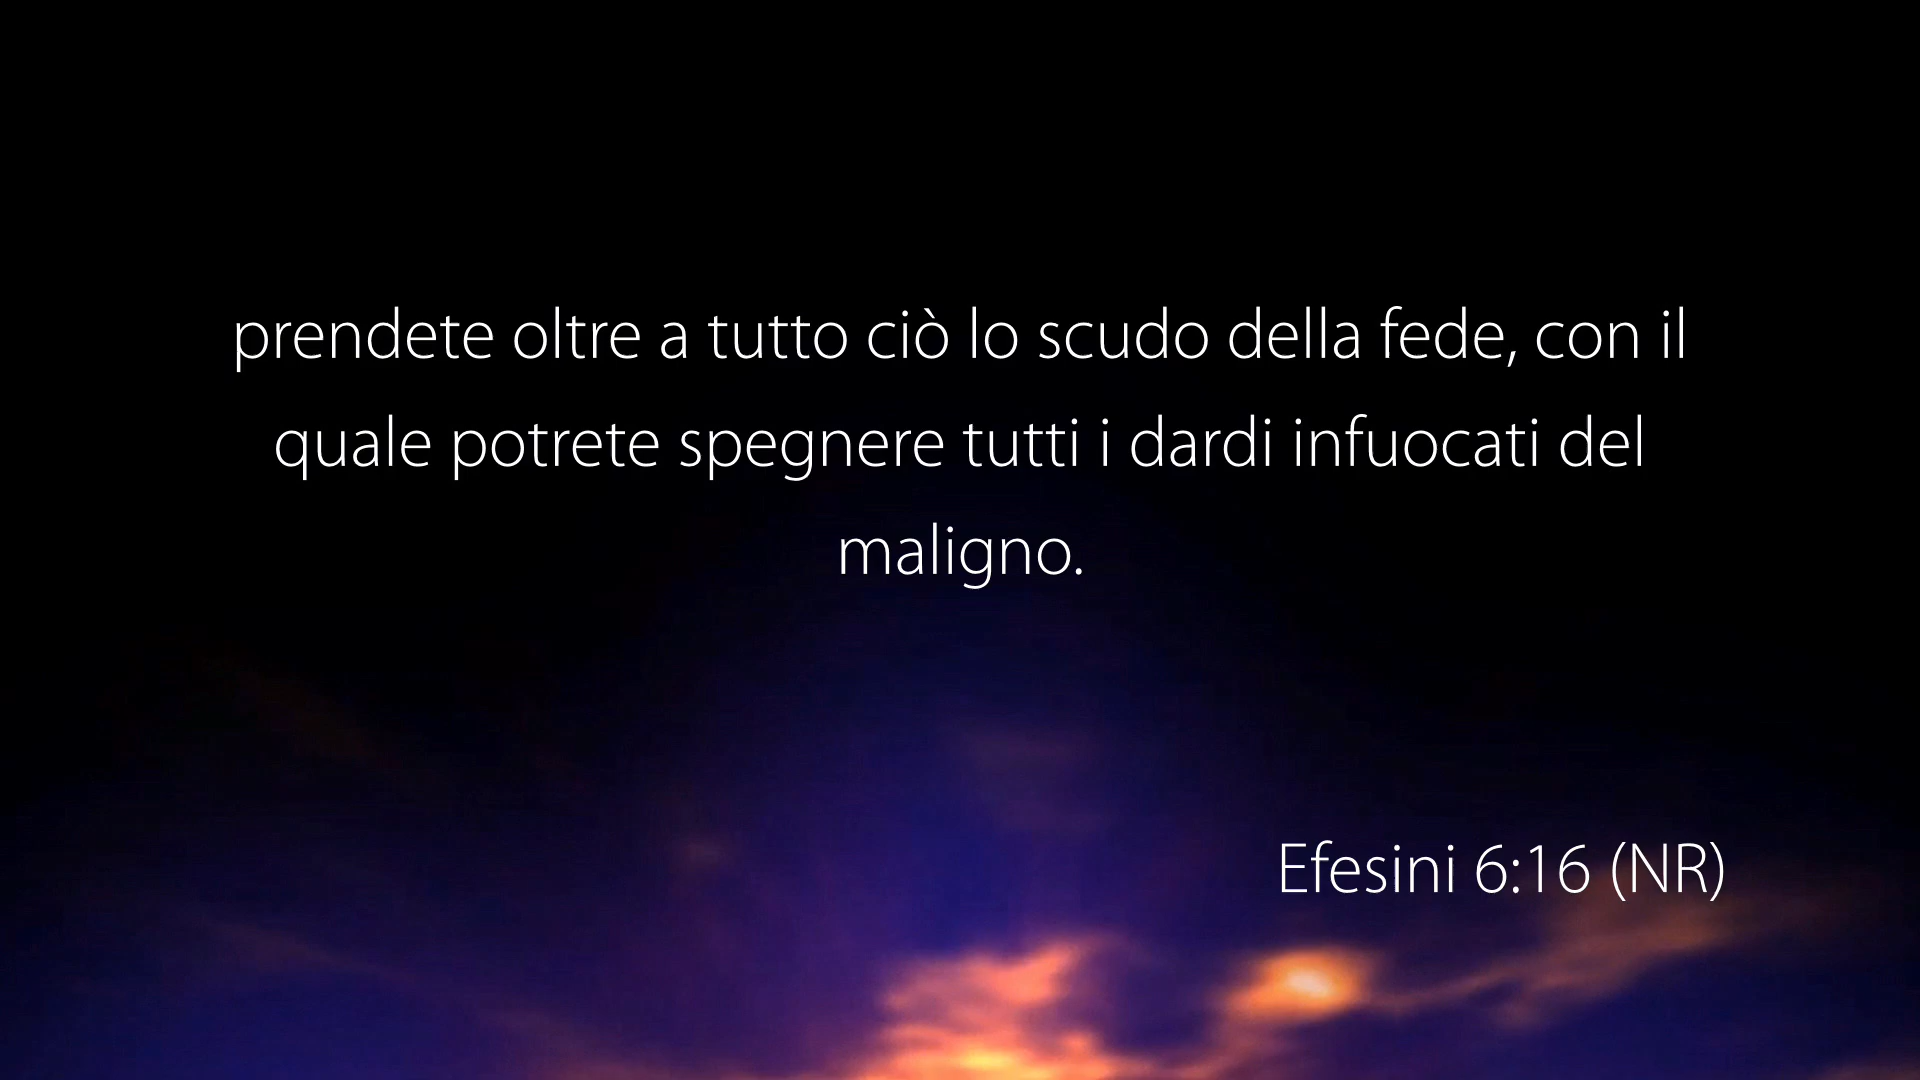 prendete oltre a tutto ciò lo scudo della fede, con il
quale potrete spegnere tutti i dardi infuocati del
maligno.
Efesini 6:16 (NR)